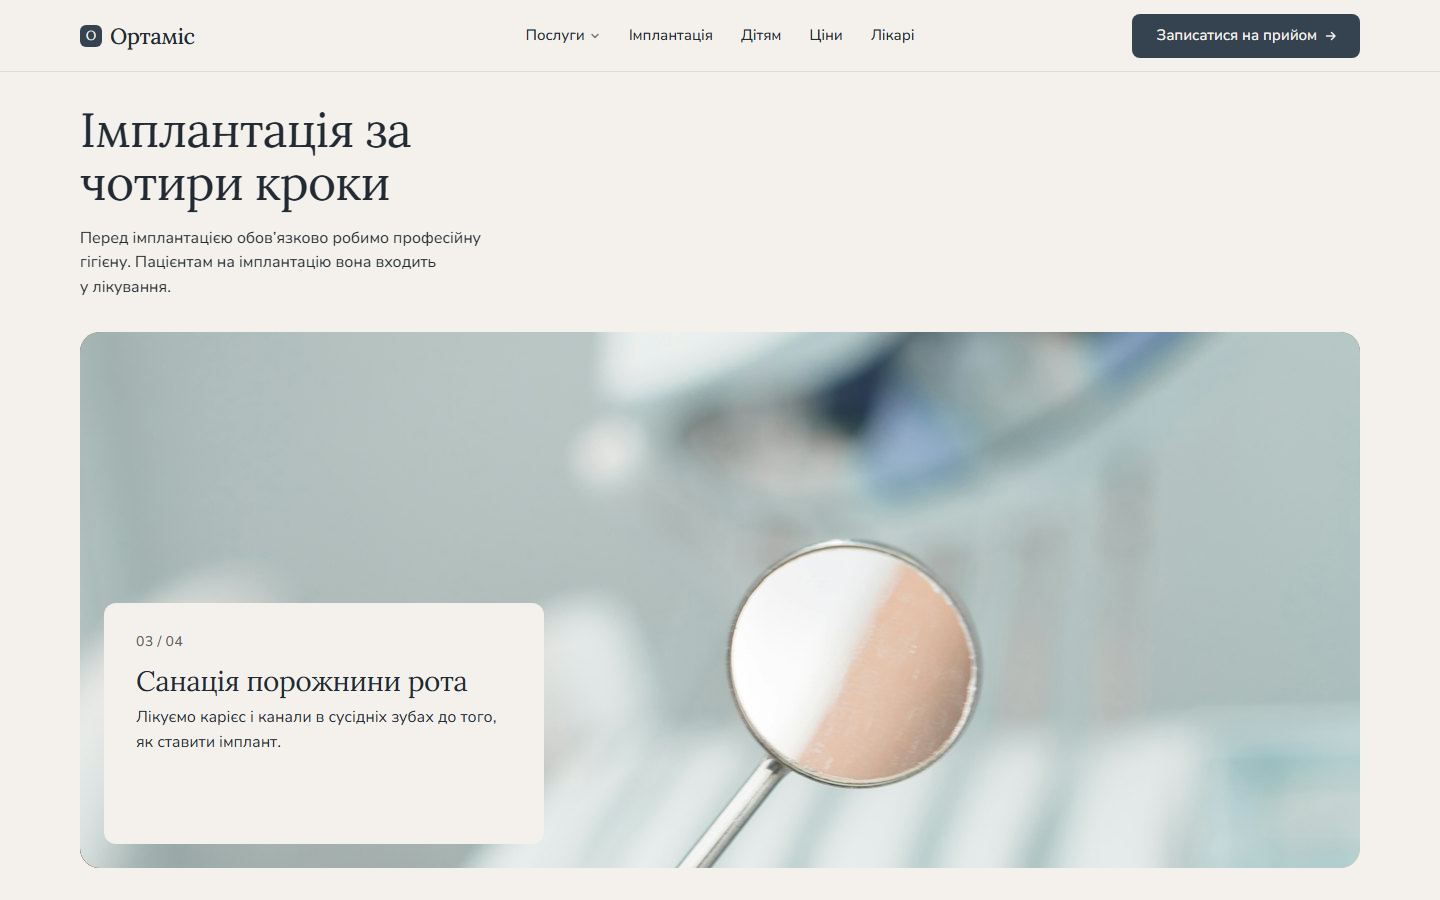 О Ортаміс
Послуги Імплантація Дітям Ціни Лікарі
Записатися на прийом →
Імплантація за
чотири кроки
Перед імплантацією обов’язково робимо професійну
гігієну. Пацієнтам на імплантацію вона входить
у лікування.
03 / 04
Санація порожнини рота
Лікуємо карієс і канали в сусідніх зубах до того,
як ставити імплант.